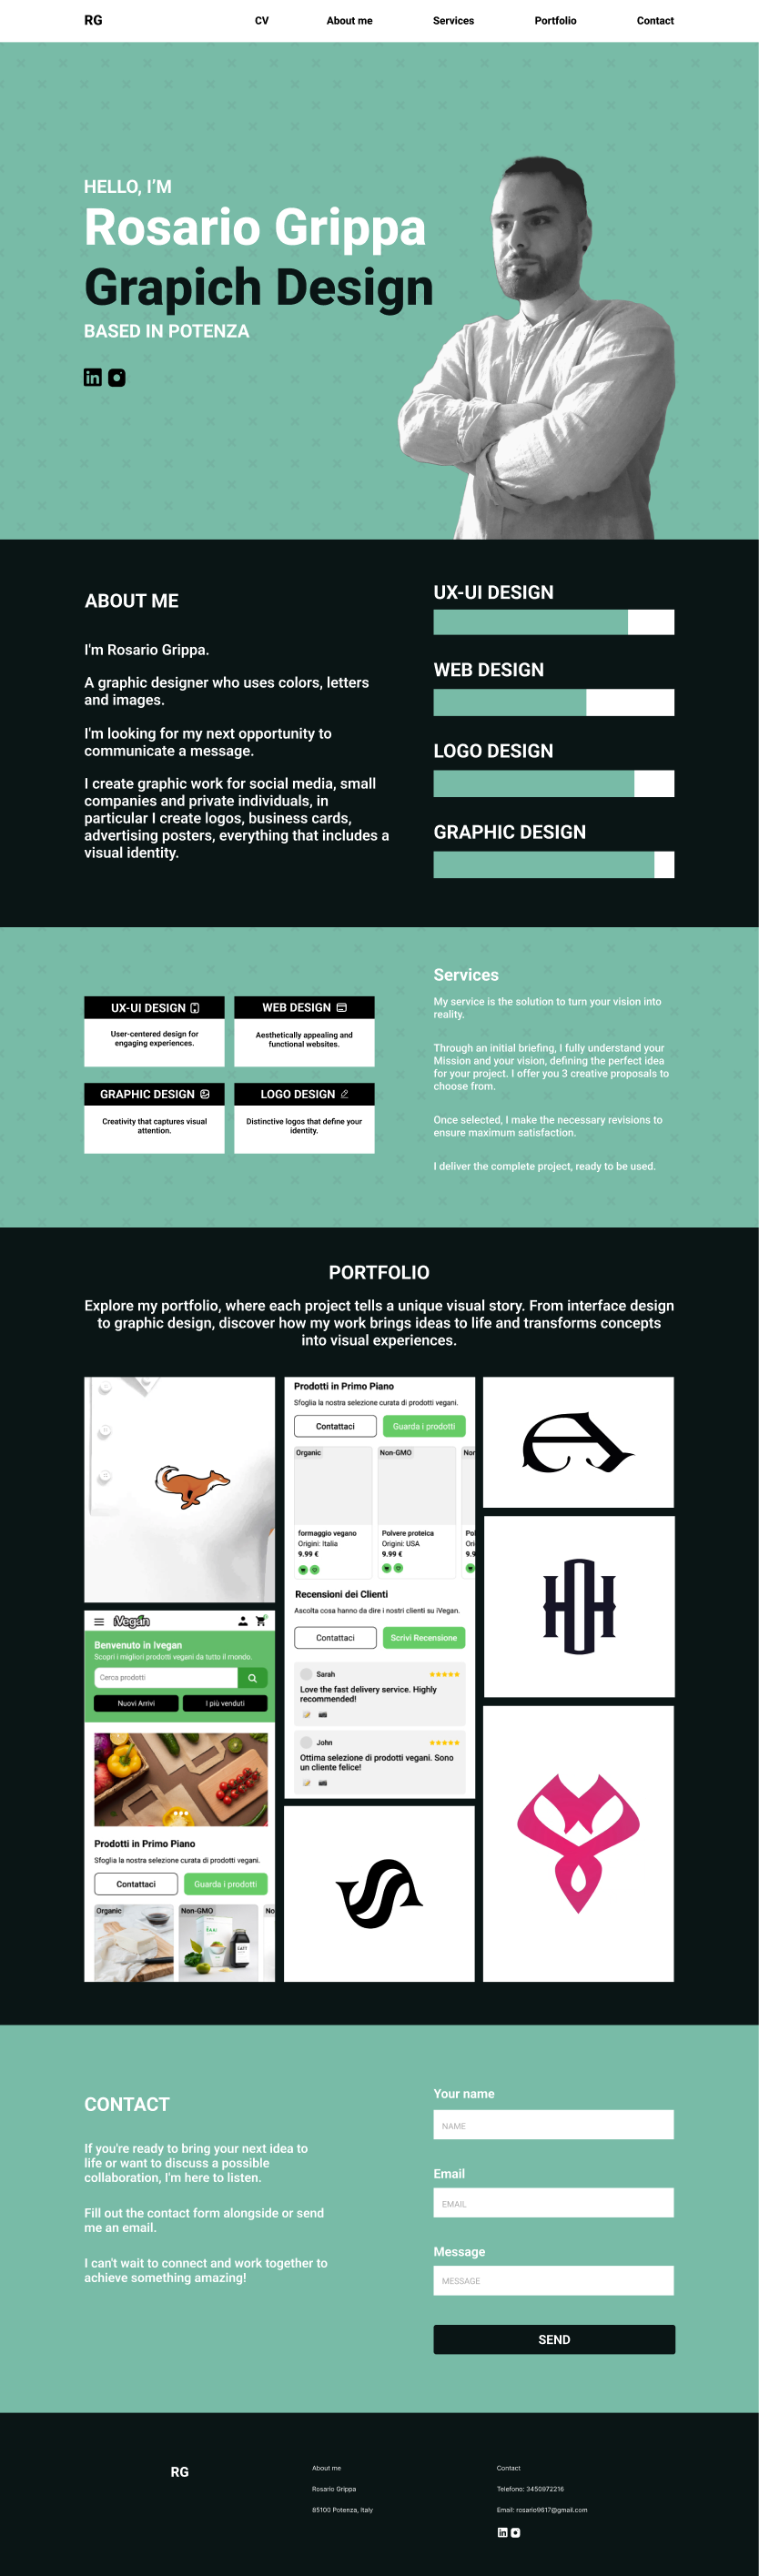 RG
CV
About me
Services
Portfolio
Contact
HELLO, I'M
Rosario Grippa
Grapich Design
BASED IN POTENZA
in
ABOUT ME
I'm Rosario Grippa.
A graphic designer who uses colors, letters
and images.
I'm looking for my next opportunity to
communicate a message.
I create graphic work for social media, small
companies and private individuals, in
particular I create logos, business cards,
advertising posters, everything that includes a
visual identity.
UX-UI DESIGN
WEB DESIGN
LOGO DESIGN
GRAPHIC DESIGN
UX-UI DESIGN
User-centered design for
engaging experiences.
WEB DESIGN
Aesthetically appealing and
functional websites.
GRAPHIC DESIGN
Creativity that captures visual
attention.
LOGO DESIGN
Distinctive logos that define your
identity.
Services
My service is the solution to turn your vision into
reality.
Through an initial briefing, I fully understand your
Mission and your vision, defining the perfect idea
for your project. I offer you 3 creative proposals to
choose from.
Once selected, I make the necessary revisions to
ensure maximum satisfaction.
I deliver the complete project, ready to be used.
PORTFOLIO
Explore my portfolio, where each project tells a unique visual story. From interface design
to graphic design, discover how my work brings ideas to life and transforms concepts
into visual experiences.
iVegan
Benvenuto in Ivegan
Scopri i migliori prodotti vegani da tutto il mondo.
Cerca prodotti
Nuovi Arrivi
I più venduti
Prodotti in Primo Piano
Sfoglia la nostra selezione curata di prodotti vegani.
Contattaci
Guarda i prodotti
Organic
Non-GMO
No
Prodotti in Primo Piano
Sfoglia la nostra selezione curata di prodotti vegani.
Contattaci
Guarda i prodotti
Organic
Non-GMO
Nor
formaggio vegano
Origini: Italia
9.99 €
Polvere proteica
Origini: USA
9.99 €
Pol
Orig
9.9
Recensioni dei Clienti
Ascolta cosa hanno da dire i nostri clienti su iVegan.
Contattaci
Scrivi Recensione
Sarah
Love the fast delivery service. Highly
recommended!
John
Ottima selezione di prodotti vegani. Sono
un cliente felice!
CONTACT
If you're ready to bring your next idea to
life or want to discuss a possible
collaboration, I'm here to listen.
Fill out the contact form alongside or send
me an email.
I can't wait to connect and work together to
achieve something amazing!
Your name
NAME
Email
EMAIL
Message
MESSAGE
SEND
RG
About me
Rosario Grippa
85100 Potenza, Italy
Contact
Telefono: 3450972216
Email: rosario9617@gmail.com
in